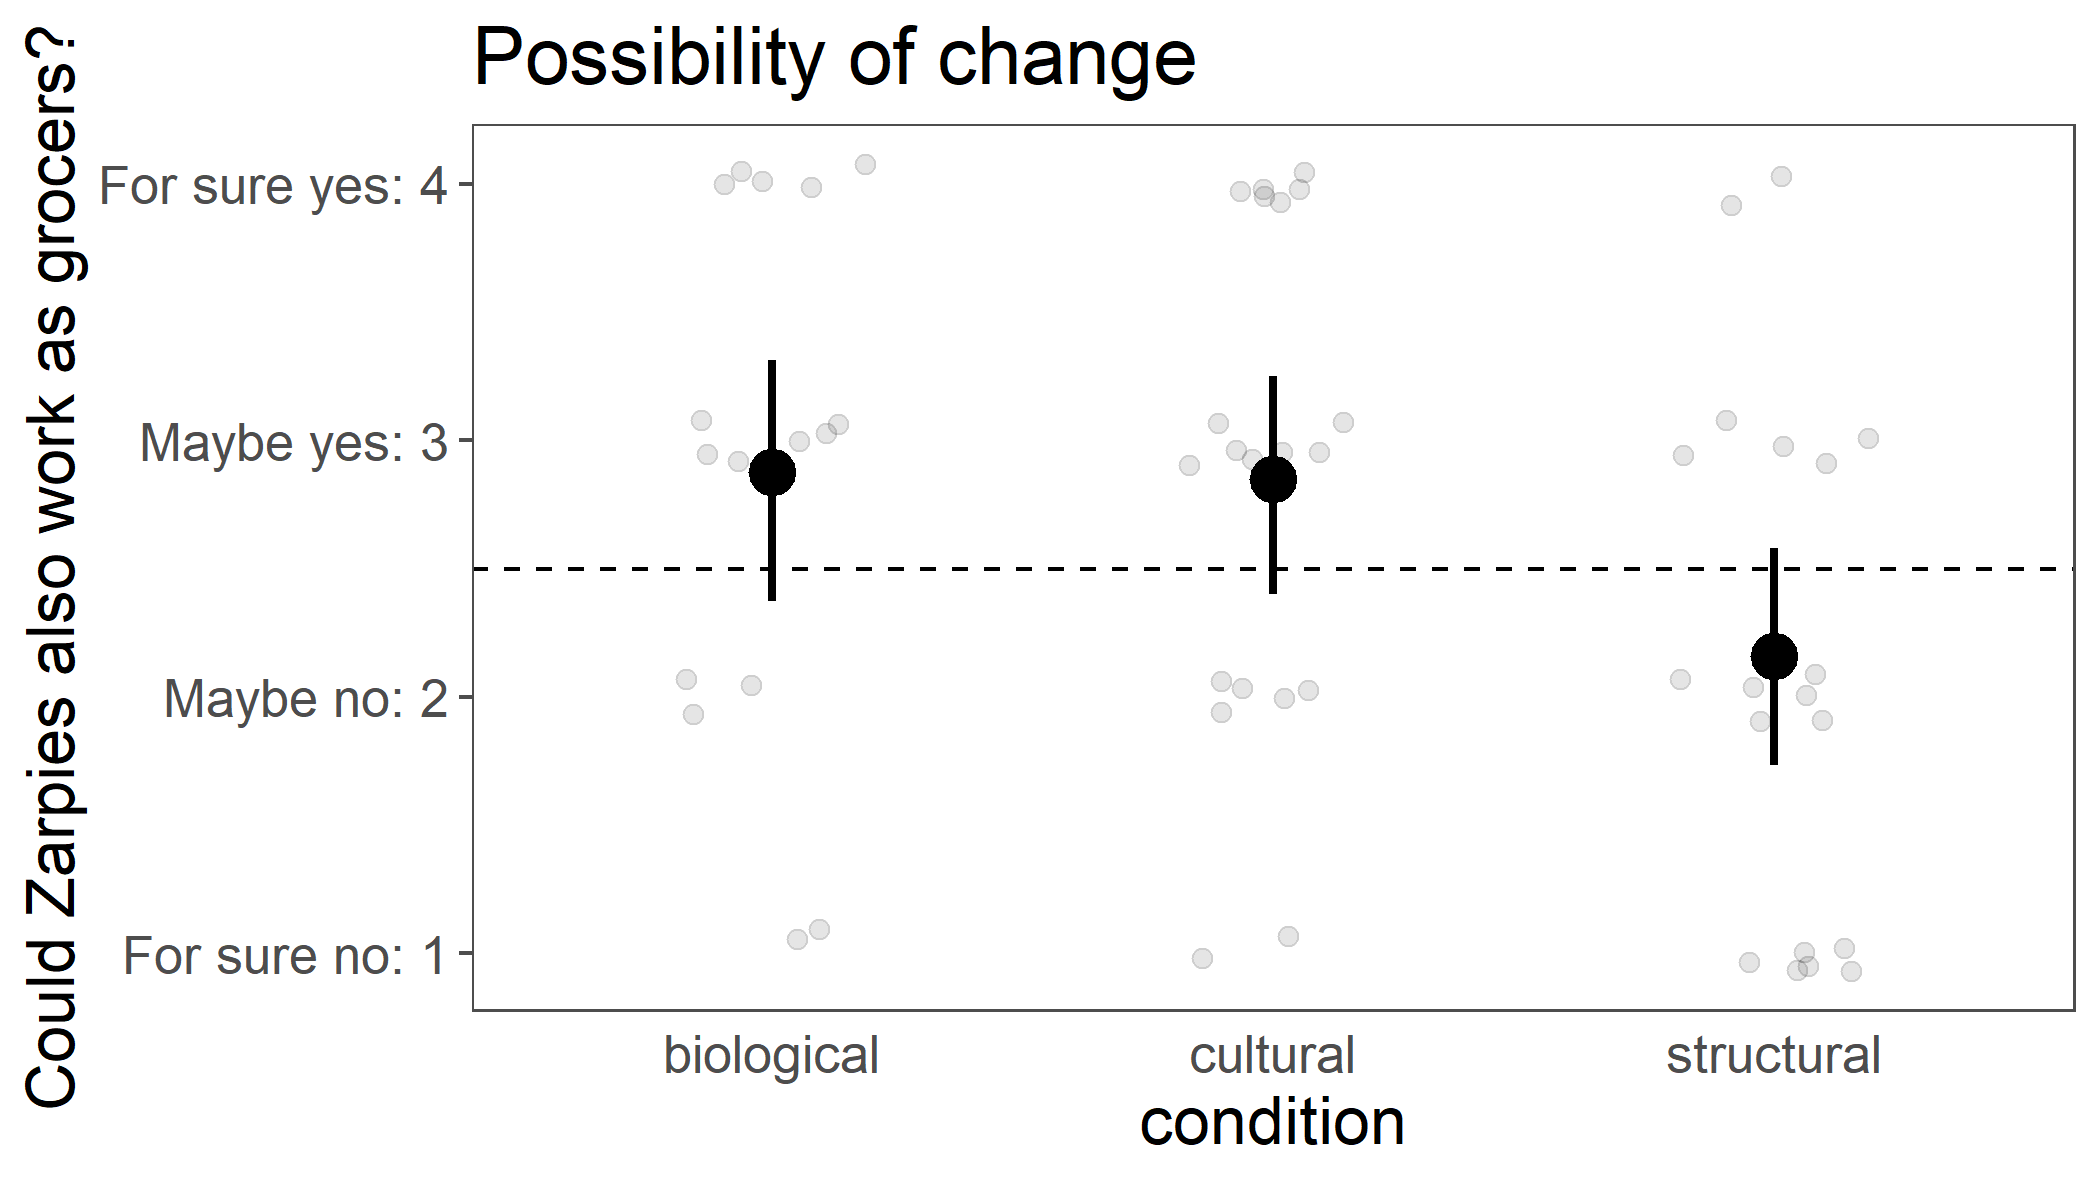 Possibility of change
Could Zarpies also work as grocers?
For sure yes: 4
Maybe yes: 3
Maybe no: 2
For sure no: 1
biological
cultural
structural
condition